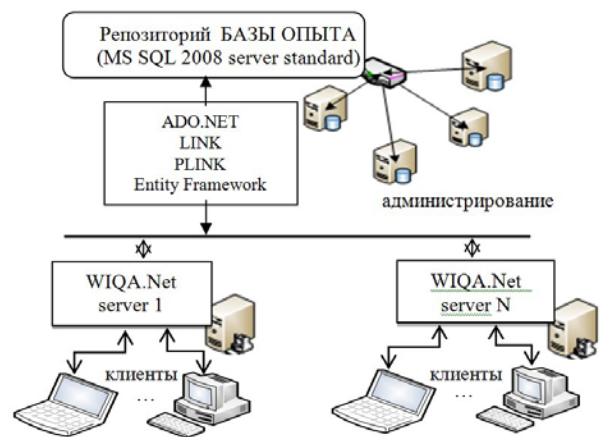 Репозиторий БАЗЫ ОПЫТА
(MS SQL 2008 server standard)
ADO.NET
LINK
PLINK
Entity Framework
администрирование
WIQA.Net
server 1
WIQA.Net
server N
клиенты
...
клиенты
...